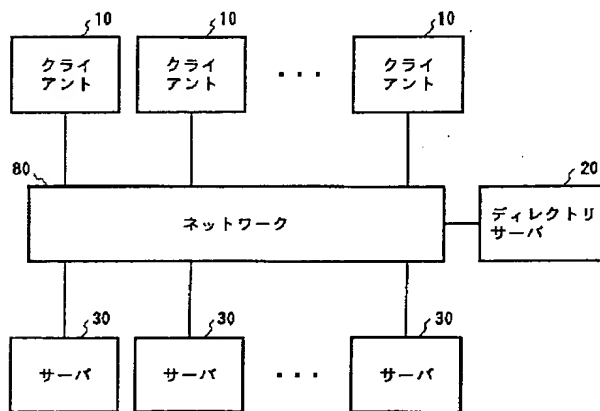 10
10
10
クライ
アント
クライ
アント
・・・
クライ
アント
80
20
ネットワーク
ディレクトリ
サーバ
30
30
30
サーバ
サーバ
・・・
サーバ